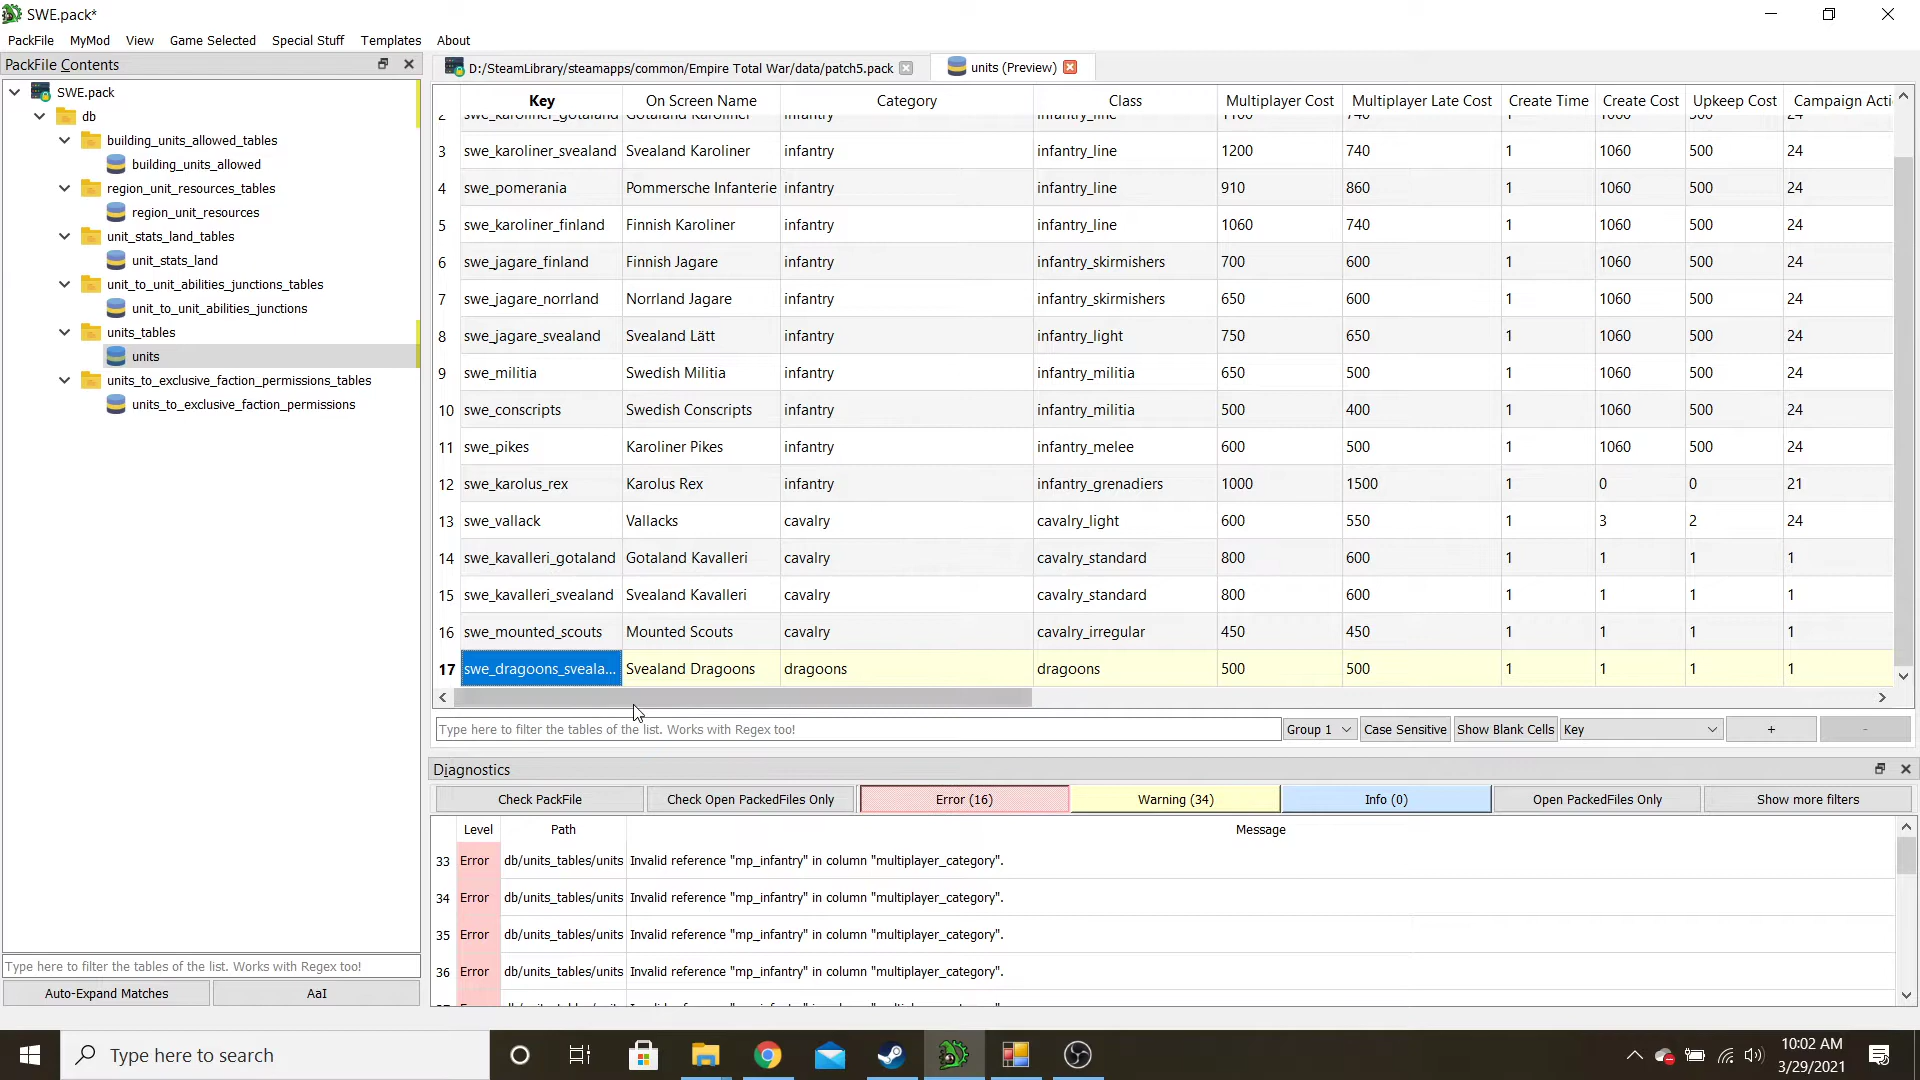 SWE.pack*
PackFile MyMod View Game Selected Special Stuff Templates About
PackFile Contents
D:/SteamLibrary/steamapps/common/Empire Total War/data/patch5.pack units (Preview)
SWE.pack
db
building_units_allowed_tables
building_units_allowed
region_unit_resources_tables
region_unit_resources
unit_stats_land_tables
unit_stats_land
unit_to_unit_abilities_junctions_tables
unit_to_unit_abilities_junctions
units_tables
units
units_to_exclusive_faction_permissions_tables
units_to_exclusive_faction_permissions
Type here to filter the tables of the list. Works with Regex too!
Auto-Expand Matches AaI
Key On Screen Name Category Class Multiplayer Cost Multiplayer Late Cost Create Time Create Cost Upkeep Cost Campaign Acti
2 swe_karoliner_gotaland Gotaland Karoliner infantry infantry_line 1100 740 1 1060 500 24
3 swe_karoliner_svealand Svealand Karoliner infantry infantry_line 1200 740 1 1060 500 24
4 swe_pomerania Pommersche Infanterie infantry infantry_line 910 860 1 1060 500 24
5 swe_karoliner_finland Finnish Karoliner infantry infantry_line 1060 740 1 1060 500 24
6 swe_jagare_finland Finnish Jagare infantry infantry_skirmishers 700 600 1 1060 500 24
7 swe_jagare_norrland Norrland Jagare infantry infantry_skirmishers 650 600 1 1060 500 24
8 swe_jagare_svealand Svealand Lätt infantry infantry_light 750 650 1 1060 500 24
9 swe_militia Swedish Militia infantry infantry_militia 650 500 1 1060 500 24
10 swe_conscripts Swedish Conscripts infantry infantry_militia 500 400 1 1060 500 24
11 swe_pikes Karoliner Pikes infantry infantry_melee 600 500 1 1060 500 24
12 swe_karolus_rex Karolus Rex infantry infantry_grenadiers 1000 1500 1 0 0 21
13 swe_vallack Vallacks cavalry cavalry_light 600 550 1 3 2 24
14 swe_kavalleri_gotaland Gotaland Kavalleri cavalry cavalry_standard 800 600 1 1 1 1
15 swe_kavalleri_svealand Svealand Kavalleri cavalry cavalry_standard 800 600 1 1 1 1
16 swe_mounted_scouts Mounted Scouts cavalry cavalry_irregular 450 450 1 1 1 1
17 swe_dragoons_sveala... Svealand Dragoons dragoons dragoons 500 500 1 1 1 1
Type here to filter the tables of the list. Works with Regex too! Group 1 Case Sensitive Show Blank Cells Key + -
Diagnostics
Check PackFile Check Open PackedFiles Only Error (16) Warning (34) Info (0) Open PackedFiles Only Show more filters
Level Path Message
33 Error db/units_tables/units Invalid reference "mp_infantry" in column "multiplayer_category".
34 Error db/units_tables/units Invalid reference "mp_infantry" in column "multiplayer_category".
35 Error db/units_tables/units Invalid reference "mp_infantry" in column "multiplayer_category".
36 Error db/units_tables/units Invalid reference "mp_infantry" in column "multiplayer_category".
Type here to search
10:02 AM
3/29/2021